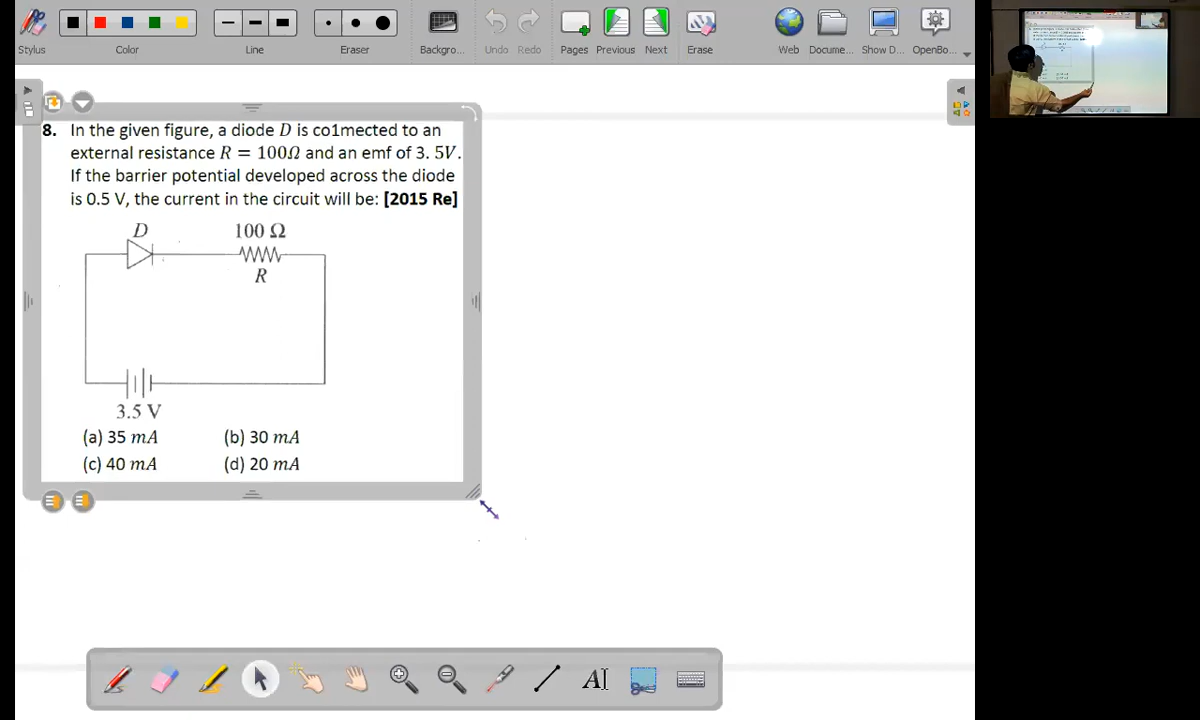 Stylus Color Line Eraser Backgro... Undo Redo Pages Previous Next Erase Web Docume... Show D... OpenBo...
8. In the given figure, a diode D is co1mected to an
external resistance R = 100Ω and an emf of 3. 5V.
If the barrier potential developed across the diode
is 0.5 V, the current in the circuit will be: [2015 Re]
D 100 Ω
R
3.5 V
(a) 35 mA (b) 30 mA
(c) 40 mA (d) 20 mA
AI